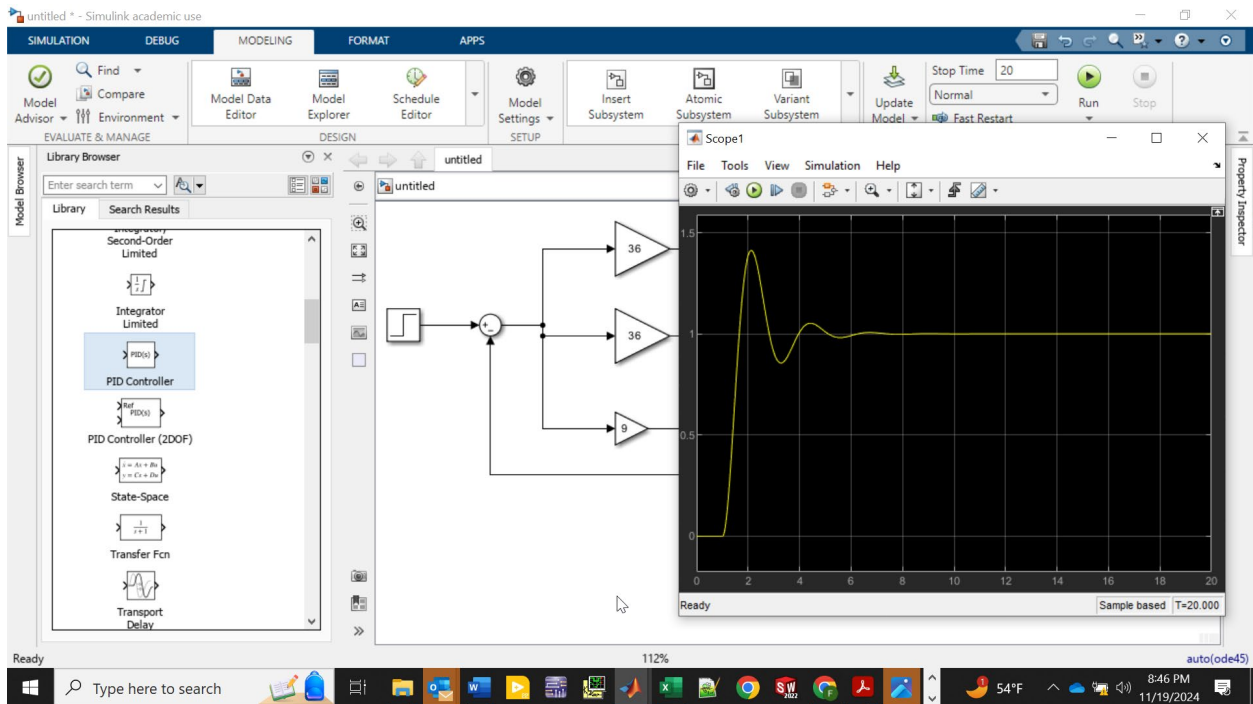 untitled * - Simulink academic use
SIMULATION DEBUG MODELING FORMAT APPS
Model Advisor
Find
Compare
Environment
EVALUATE & MANAGE
Model Data Editor
Model Explorer
Schedule Editor
DESIGN
Model Settings
SETUP
Insert Subsystem
Atomic Subsystem
Variant Subsystem
Update Model
Stop Time 20
Normal
Fast Restart
Run
Stop
Model Browser
Library Browser
Enter search term
Library Search Results
Integrator,
Second-Order
Limited
Integrator
Limited
PID(s)
PID Controller
Ref
PID(s)
PID Controller (2DOF)
State-Space
1
s+1
Transfer Fcn
Transport
Delay
untitled
untitled
36
36
9
Scope1
File Tools View Simulation Help
1.5
1
0.5
0
0 2 4 6 8 10 12 14 16 18 20
Ready
Sample based T=20.000
Property Inspector
Ready
112%
auto(ode45)
Type here to search
54°F
8:46 PM
11/19/2024